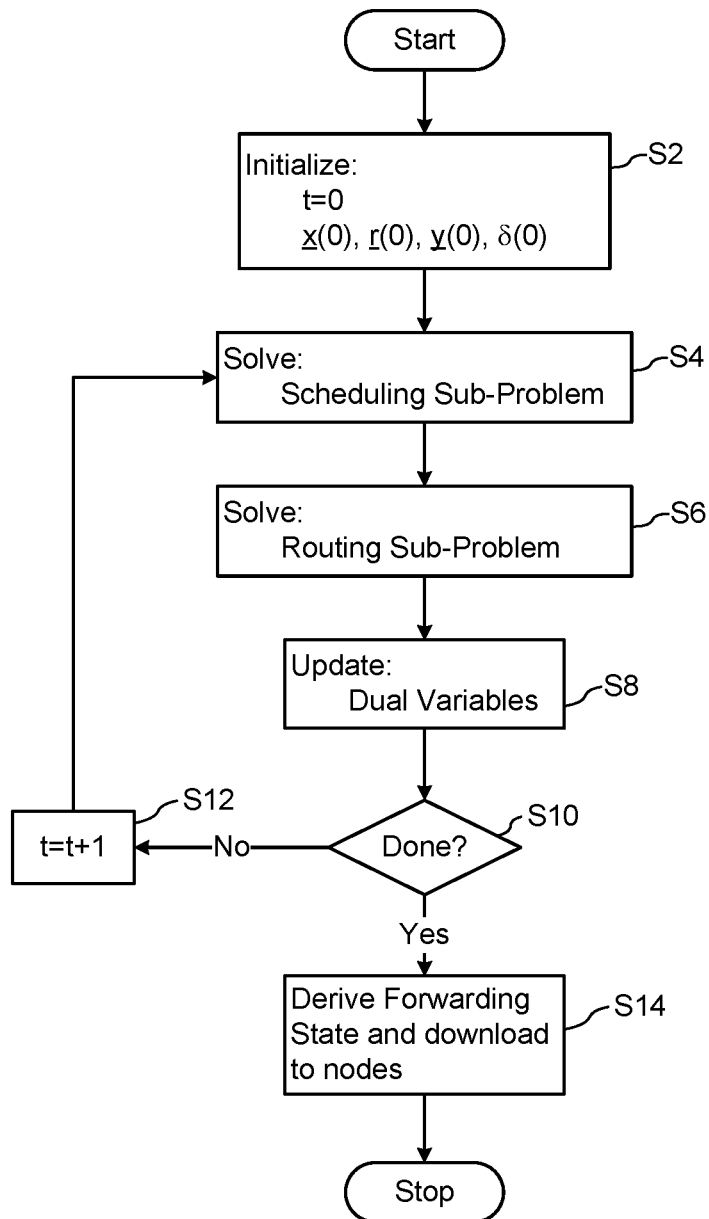 Start
S2
Initialize:
t=0
x(0), r(0), y(0), δ(0)
S4
Solve:
Scheduling Sub-Problem
S6
Solve:
Routing Sub-Problem
Update:
Dual Variables
S8
S12
S10
t=t+1
No
Done?
Yes
Derive Forwarding
State and download
to nodes
S14
Stop